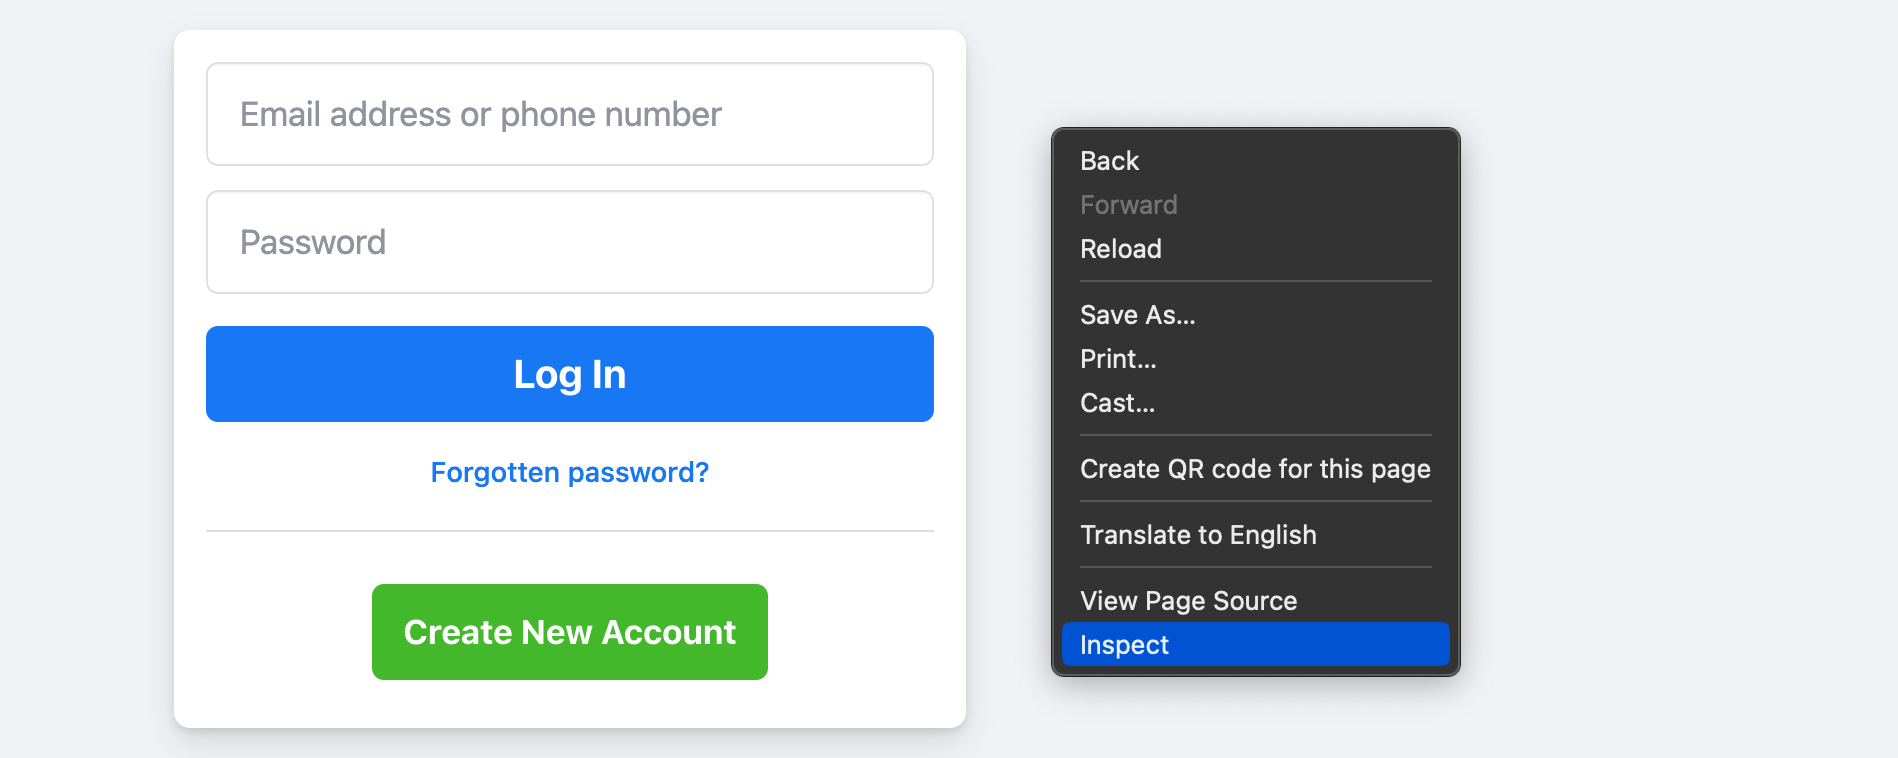 Email address or phone number
Password
Log In
Forgotten password?
Create New Account
Back
Forward
Reload
Save As...
Print...
Cast...
Create QR code for this page
Translate to English
View Page Source
Inspect